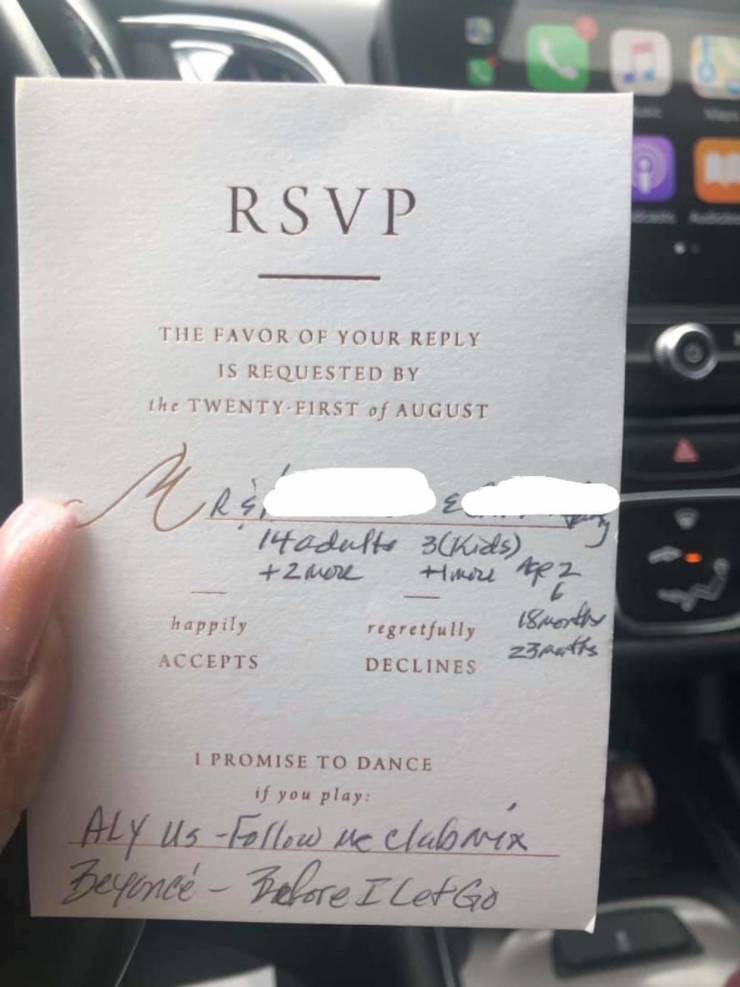 RSVP
THE FAVOR OF YOUR REPLY
IS REQUESTED BY
the TWENTY-FIRST of AUGUST
MR &
&
14 adults 3(Kids)
+2 more +1 more Age 2
6
18 months
23 months
happily regretfully
ACCEPTS DECLINES
I PROMISE TO DANCE
if you play:
ALY US - Follow Me Club mix
Beyoncé - Before I Let Go